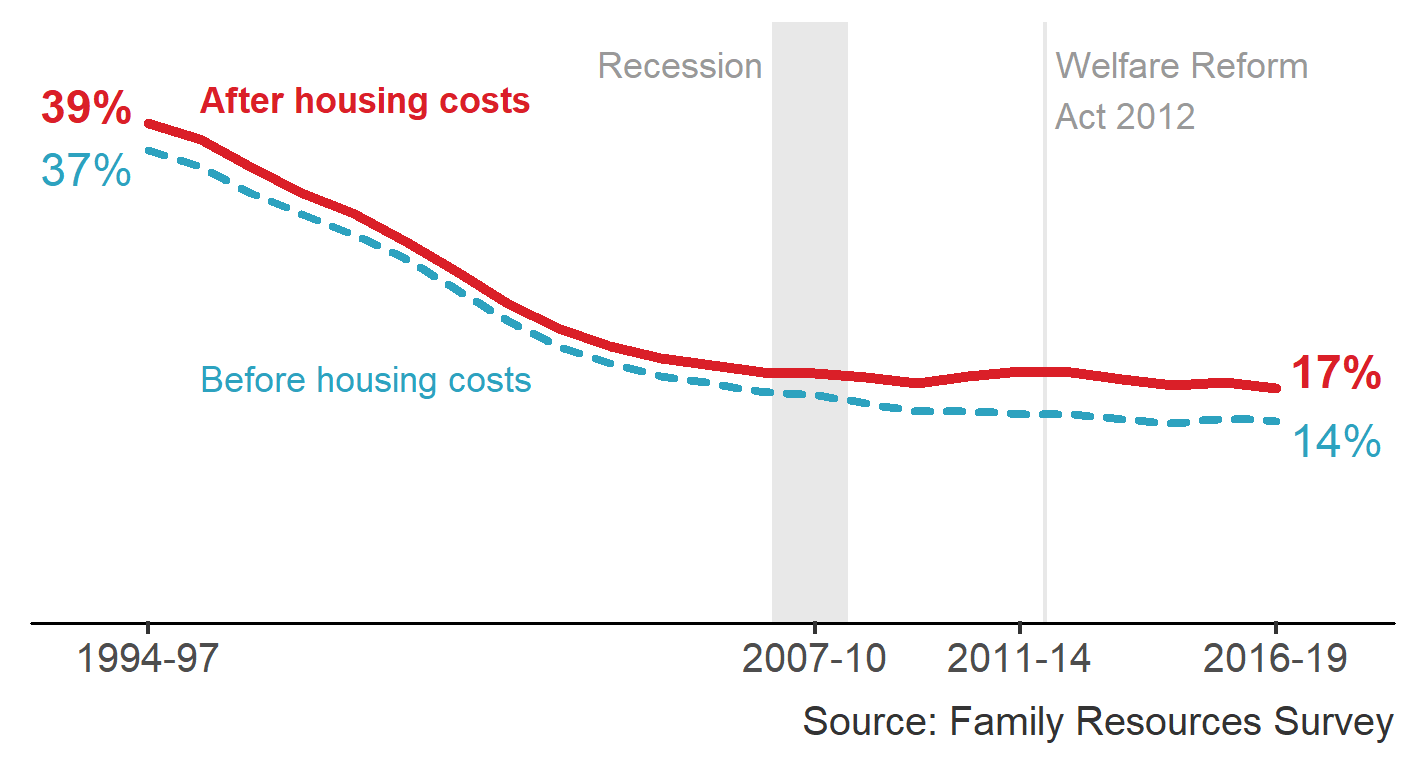 Recession
Welfare Reform
Act 2012
39%
After housing costs
37%
Before housing costs
17%
14%
1994-97
2007-10
2011-14
2016-19
Source: Family Resources Survey